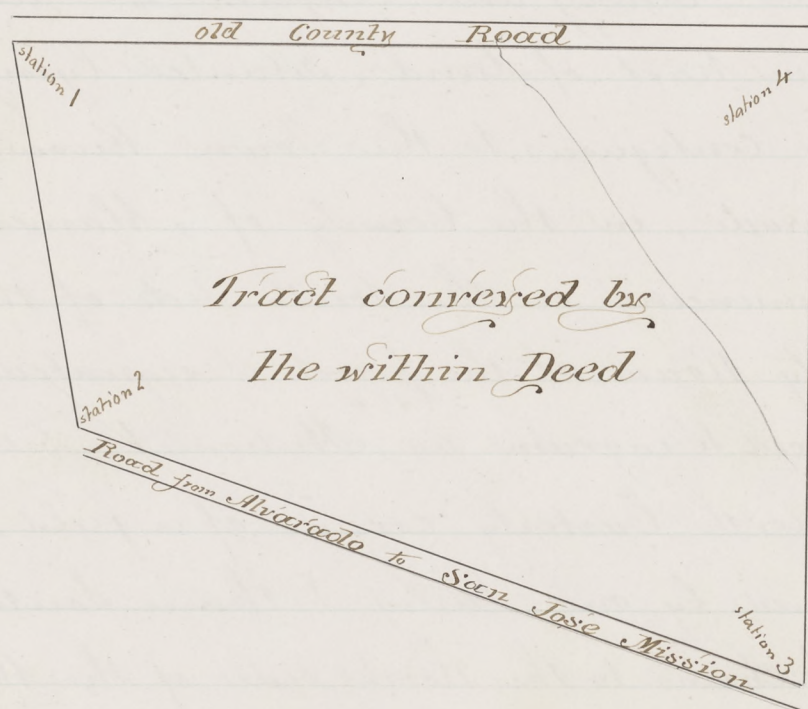 old County Road
station 1
station 4
Tract conveyed by
the within Deed
station 2
Road from Alvarado to San José Mission
station 3